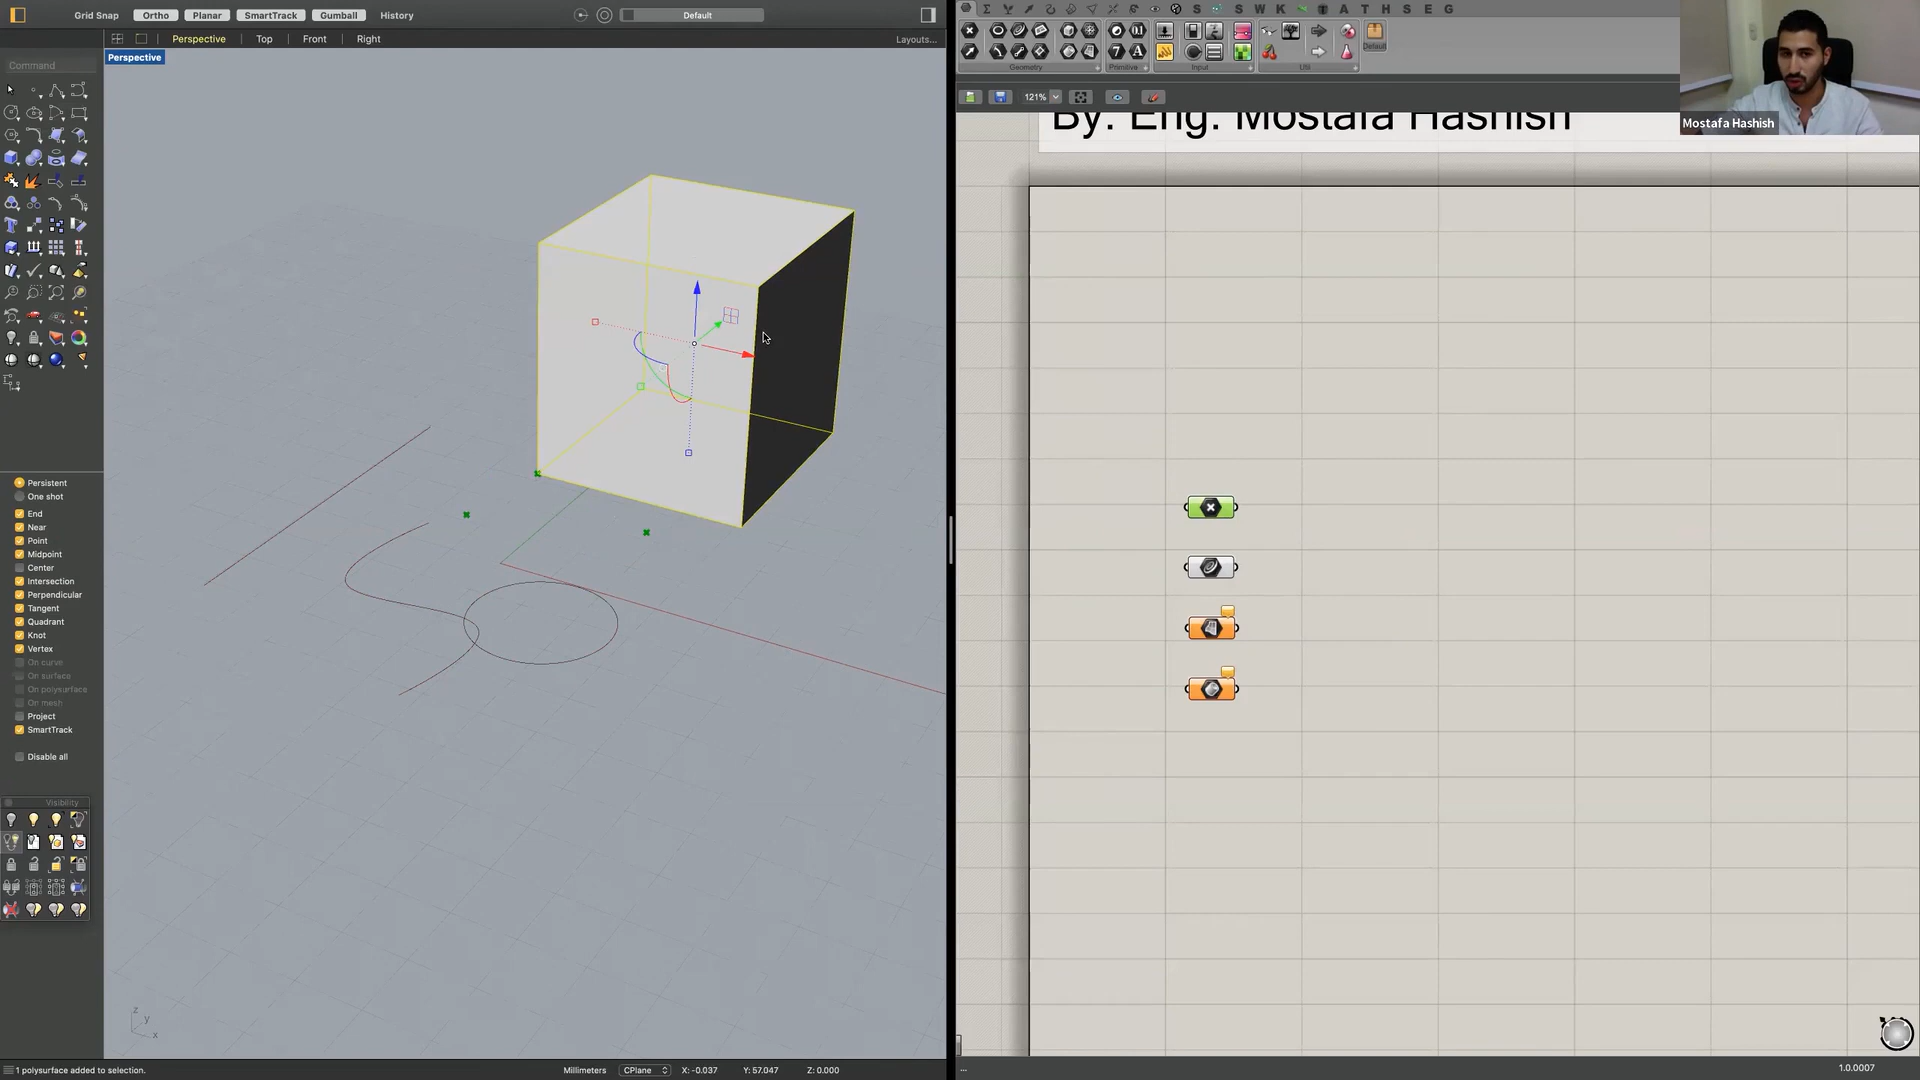 Grid Snap
Ortho
Planar
SmartTrack
Gumball
History
Default
Perspective
Top
Front
Right
Layouts...
Perspective
Command
Persistent
One shot
End
Near
Point
Midpoint
Center
Intersection
Perpendicular
Tangent
Quadrant
Knot
Vertex
On curve
On surface
On polysurface
On mesh
Project
SmartTrack
Disable all
Visibility
z
y
x
1 polysurface added to selection.
Millimeters
CPlane
X: -0.037
Y: 57.047
Z: 0.000
S S W K A T H S E G
Geometry
Primitive
Input
Util
Default
121%
By: Eng. Mostafa Hashish
Mostafa Hashish
...
1.0.0007